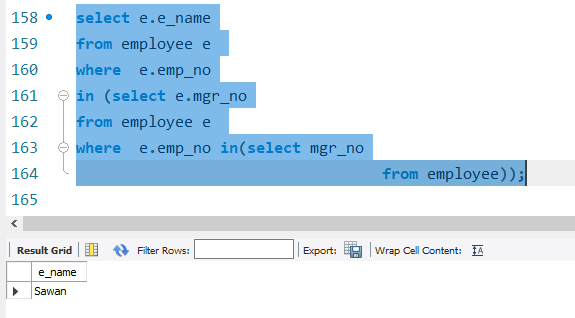 158 select e.e_name
159 from employee e
160 where e.emp_no
161 in (select e.mgr_no
162 from employee e
163 where e.emp_no in(select mgr_no
164 from employee));
165
Result Grid Filter Rows: Export: Wrap Cell Content: IA
e_name
Sawan